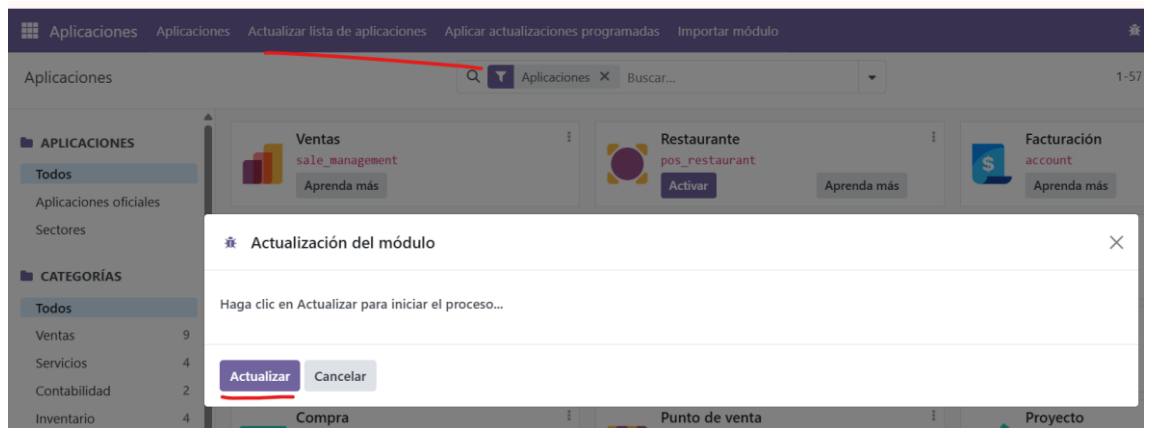 Aplicaciones Aplicaciones Actualizar lista de aplicaciones Aplicar actualizaciones programadas Importar módulo
Aplicaciones Aplicaciones Buscar... 1-57
APLICACIONES
Todos
Aplicaciones oficiales
Sectores
CATEGORÍAS
Todos
Ventas 9
Servicios 4
Contabilidad 2
Inventario 4
Ventas
sale_management
Aprenda más
Restaurante
pos_restaurant
Activar Aprenda más
Facturación
account
Aprenda más
Actualización del módulo
Haga clic en Actualizar para iniciar el proceso...
Actualizar Cancelar
Compra
Punto de venta
Proyecto